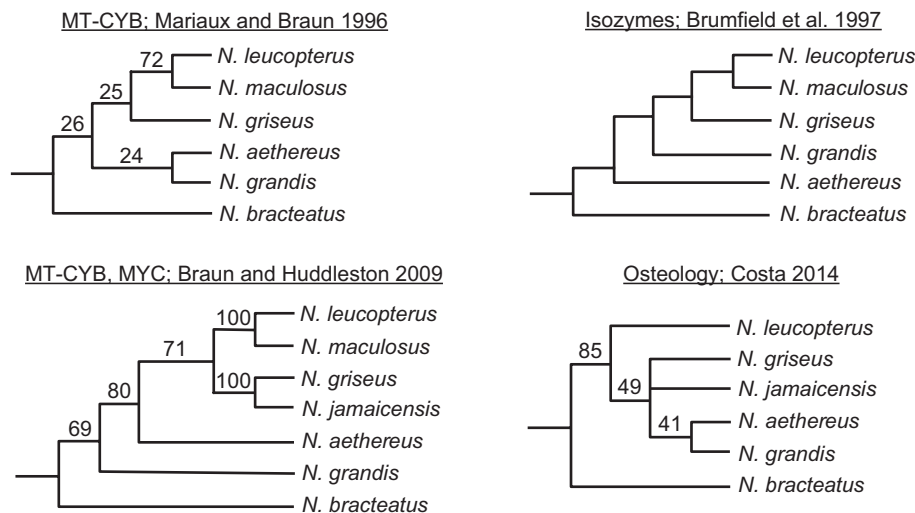 MT-CYB; Mariaux and Braun 1996
72
N. leucopterus
N. maculosus
25
N. griseus
26
N. aethereus
24
N. grandis
N. bracteatus
Isozymes; Brumfield et al. 1997
N. leucopterus
N. maculosus
N. griseus
N. grandis
N. aethereus
N. bracteatus
MT-CYB, MYC; Braun and Huddleston 2009
100
N. leucopterus
N. maculosus
71
100
N. griseus
N. jamaicensis
80
N. aethereus
69
N. grandis
N. bracteatus
Osteology; Costa 2014
N. leucopterus
85
N. griseus
49
N. jamaicensis
41
N. aethereus
N. grandis
N. bracteatus